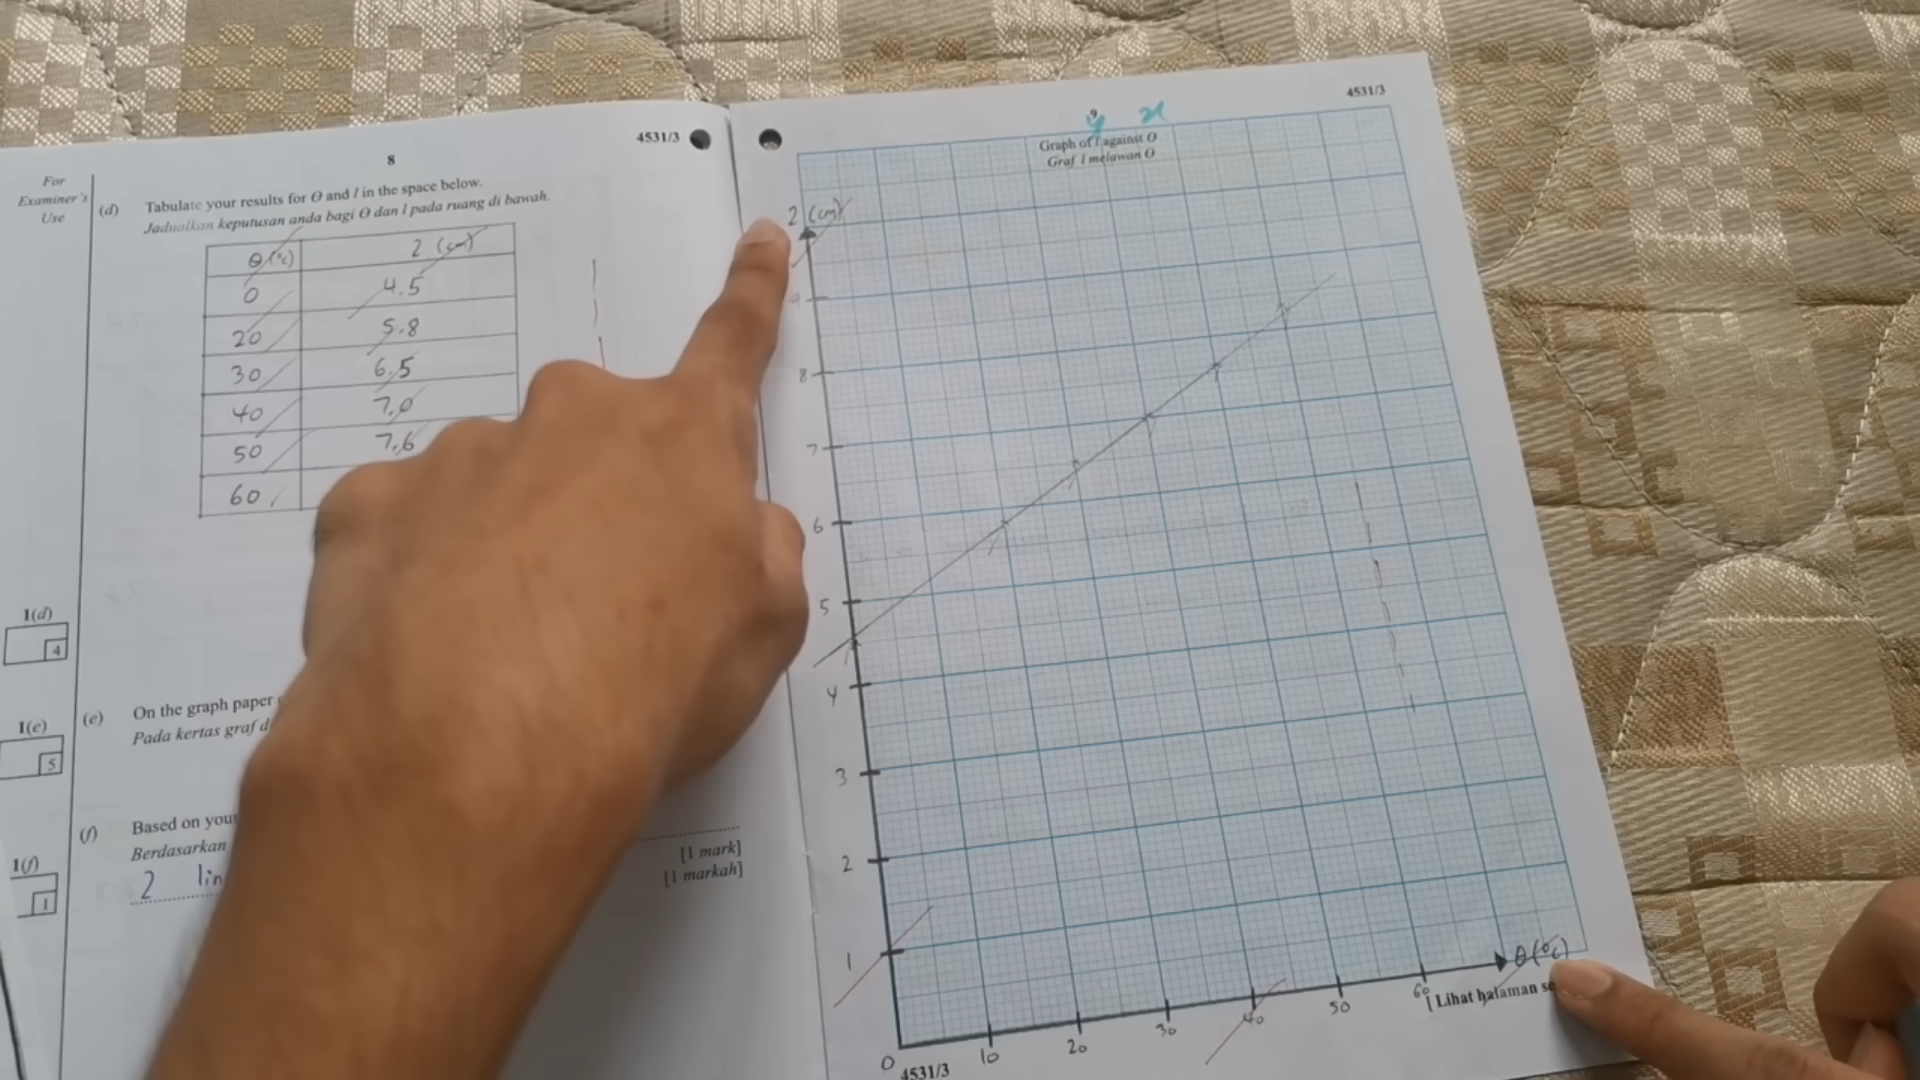 For
Examiner's
Use
8
4531/3
(d) Tabulate your results for Θ and l in the space below.
Jadualkan keputusan anda bagi Θ dan l pada ruang di bawah.
θ (°c) l (cm)
0 4.5
20 5.8
30 6.5
40 7.0
50 7.6
60
1(d)
4
1(e)
5
(e) On the graph paper
Pada kertas graf
(f) Based on your
Berdasarkan
[1 mark]
[1 markah]
1(f)
1
l lin
9
4531/3
y x
Graph of l against Θ
Graf l melawan Θ
l (cm)
9
8
7
6
5
4
3
2
1
0 10 20 30 40 50 60
θ (°c)
[ Lihat halaman se
4531/3